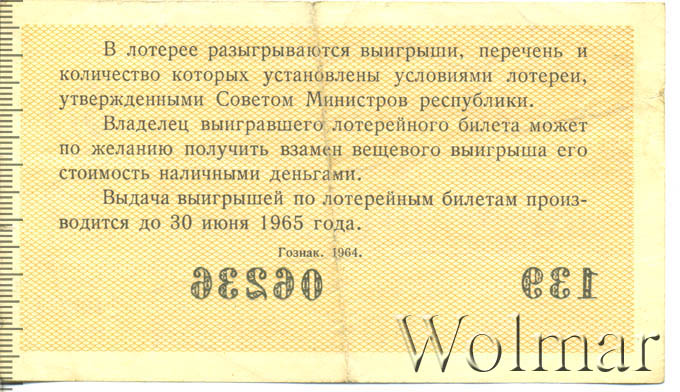 В лотерее разыгрываются выигрыши, перечень и
количество которых установлены условиями лотереи,
утвержденными Советом Министров республики.
Владелец выигравшего лотерейного билета может
по желанию получить взамен вещевого выигрыша его
стоимость наличными деньгами.
Выдача выигрышей по лотерейным билетам произ-
водится до 30 июня 1965 года.
Гознак. 1964.
06236 139
Wolmar